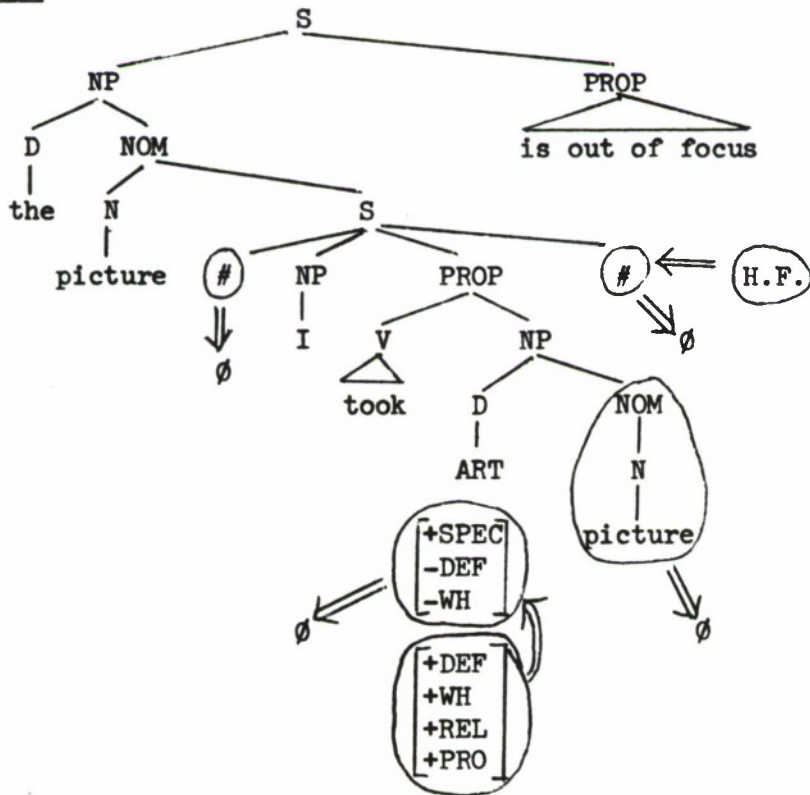 S
NP PROP
D NOM is out of focus
the N S
picture # NP PROP # H.F.
Ø I V NP Ø
took D NOM
ART N
picture
[+SPEC]
[-DEF]
[-WH]
Ø Ø
[+DEF]
[+WH]
[+REL]
[+PRO]